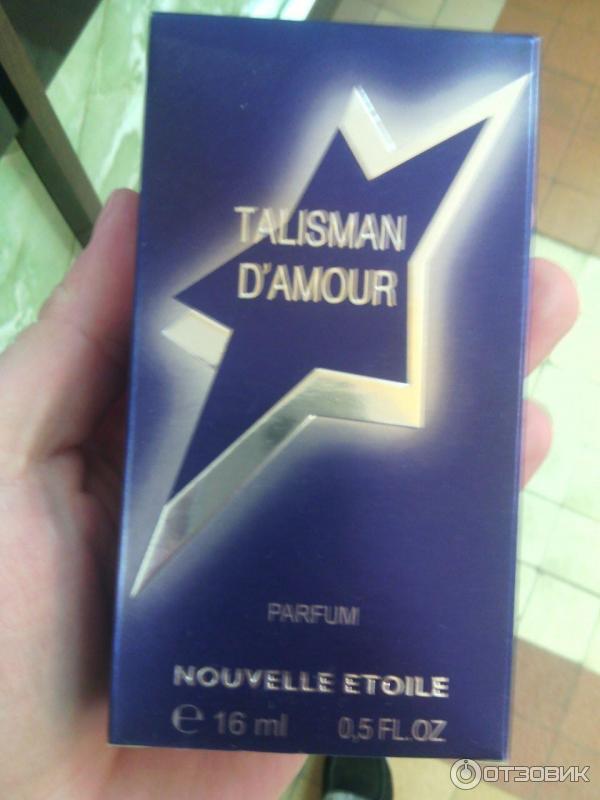 TALISMAN
D'AMOUR
PARFUM
NOUVELLE ETOILE
℮ 16 ml 0,5 FL.OZ
ОТЗОВИК